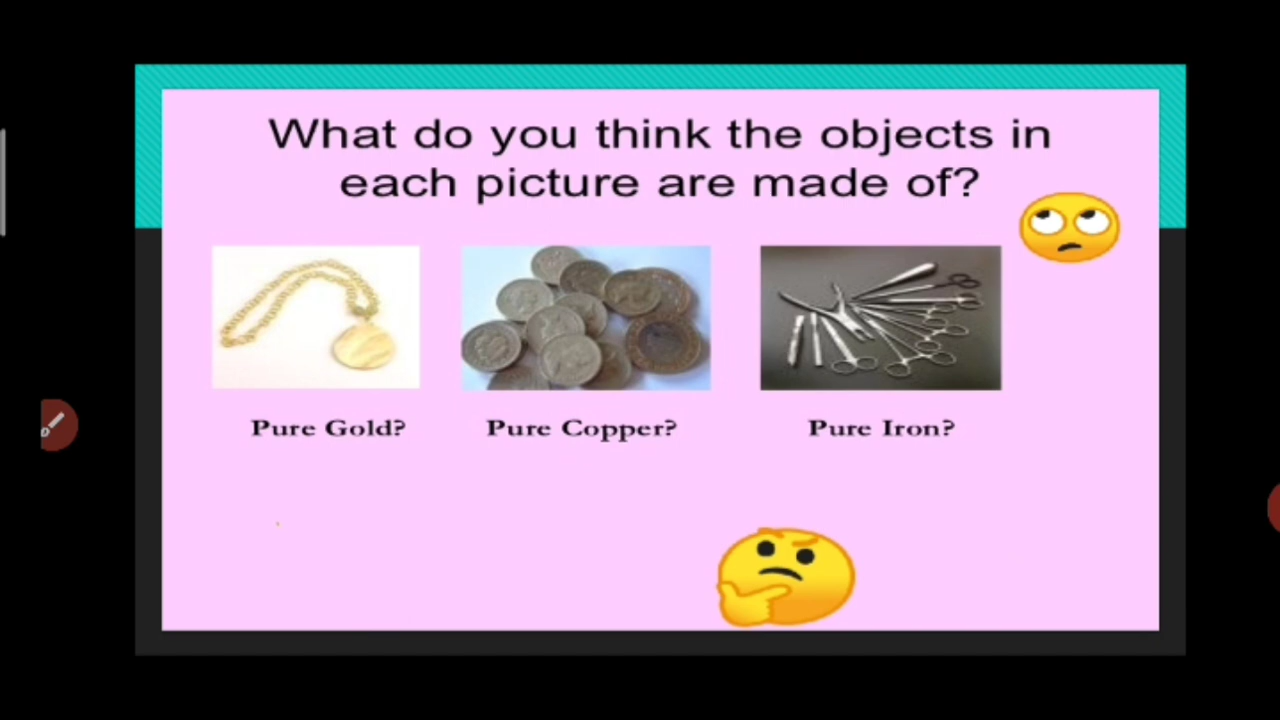 What do you think the objects in
each picture are made of?
Pure Gold?
Pure Copper?
Pure Iron?